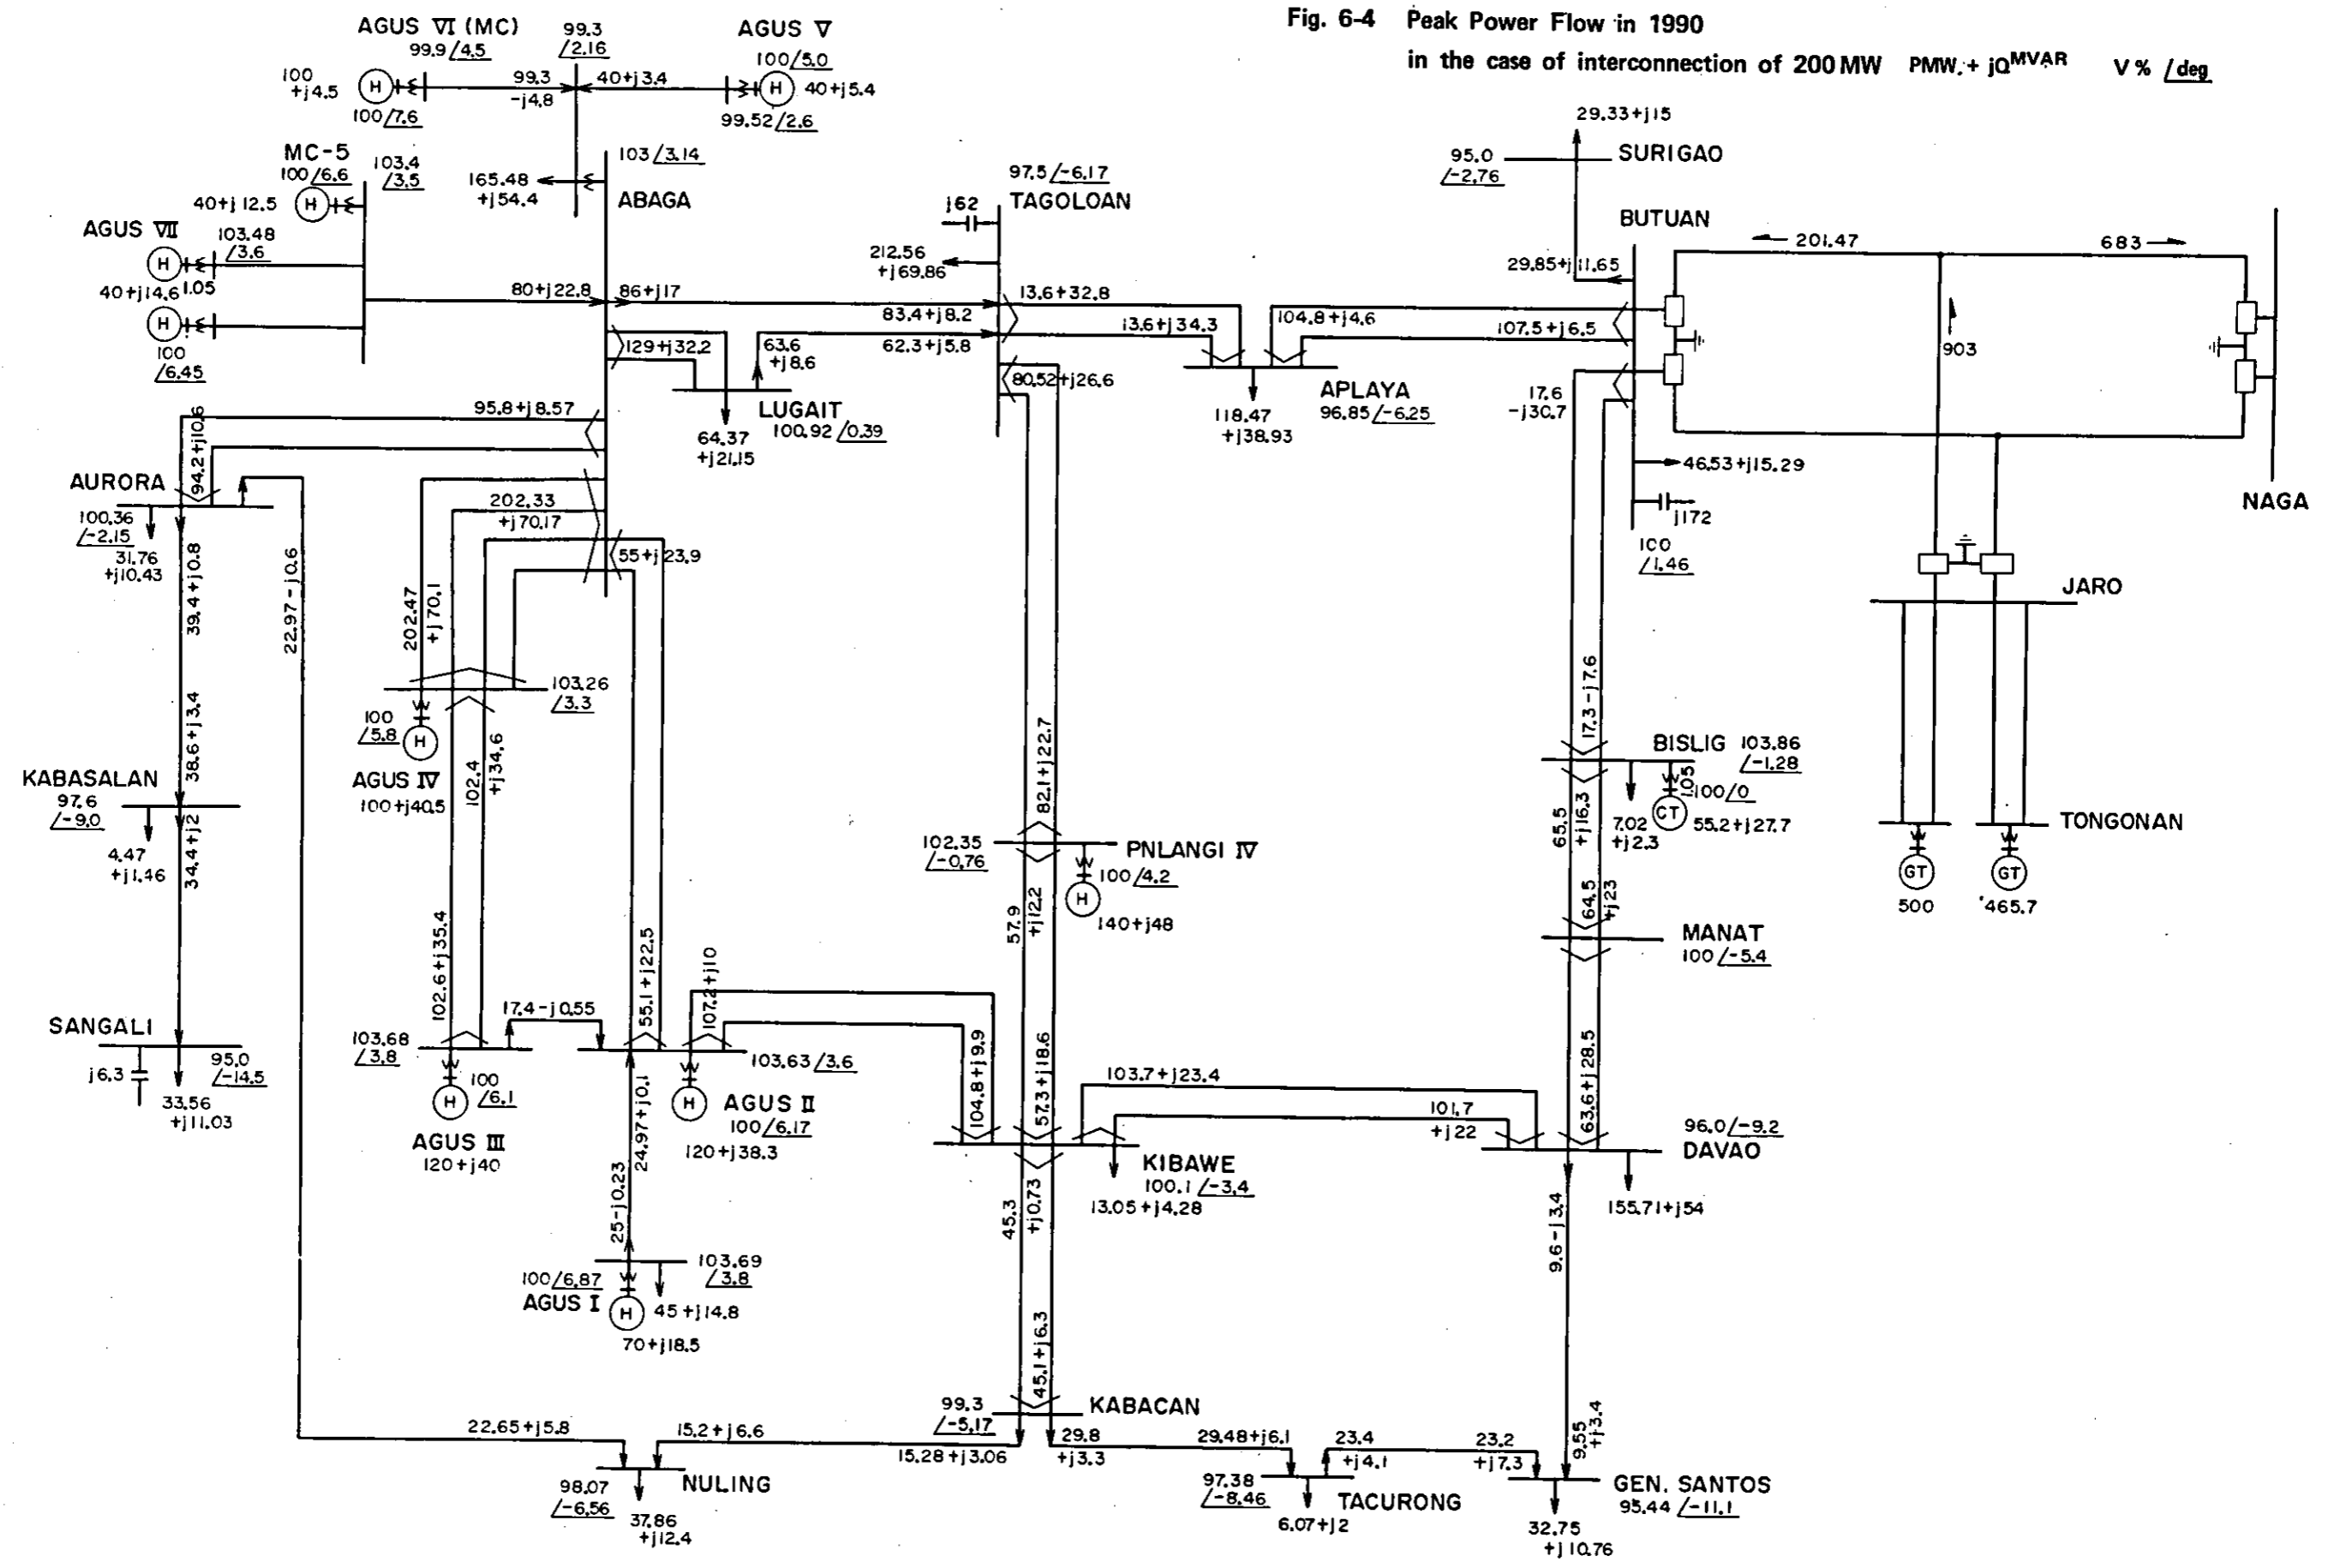 Fig. 6-4 Peak Power Flow in 1990
in the case of interconnection of 200 MW PMW. + jQMVAR V % /deg
AGUS VI (MC)
99.9/4.5
99.3
/2.16
AGUS V
100/5.0
100
+j4.5
H
99.3
-j4.8
40+j3.4
H
40+j5.4
100/7.6
99.52/2.6
MC-5
100/6.6
103.4
/3.5
40+j12.5
H
165.48
+j54.4
103/3.14
ABAGA
AGUS VII
103.48
/3.6
H
40+j14.6
1.05
H
100
/6.45
80+j22.8
86+j17
97.5/-6.17
TAGOLOAN
j62
212.56
+j69.86
83.4+j8.2
13.6+32.8
129+j32.2
63.6
+j8.6
62.3+j5.8
13.6+j34.3
LUGAIT
100.92/0.39
64.37
+j21.15
80.52+j26.6
APLAYA
96.85/-6.25
118.47
+j38.93
104.8+j4.6
107.5+j6.5
29.33+j15
95.0
/-2.76
SURIGAO
BUTUAN
29.85+j11.65
17.6
-j30.7
46.53+j15.29
j172
100
/1.46
201.47
683
903
NAGA
JARO
TONGONAN
GT
GT
500
465.7
95.8+j8.57
94.2+j10.6
AURORA
100.36
/-2.15
31.76
+j10.43
39.4+j0.8
22.97-j0.6
202.33
+j70.17
55+j23.9
202.47
+j70.1
103.26
/3.3
100
/5.8
H
AGUS IV
100+j40.5
102.4
+j34.6
38.6+j3.4
KABASALAN
97.6
/-9.0
4.47
+j1.46
34.4+j2
SANGALI
j6.3
95.0
/-14.5
33.56
+j11.03
102.6+j35.4
17.4-j0.55
55.1+j22.5
107.2+j10
103.68
/3.8
100
/6.1
H
AGUS III
120+j40
103.63/3.6
H
AGUS II
100/6.17
120+j38.3
24.97+j0.1
25-j0.23
103.69
/3.8
100/6.87
AGUS I
H
45+j14.8
70+j18.5
82.1+j22.7
102.35
/-0.76
PNLANGI IV
100/4.2
H
140+j48
57.9
+j12.2
104.8+j9.9
57.3+j18.6
103.7+j23.4
101.7
+j22
KIBAWE
100.1/-3.4
13.05+j4.28
45.3
+j0.73
45.1+j6.3
17.3-j7.6
BISLIG 103.86
/-1.28
105
100/0
CT
55.2+j27.7
7.02
+j2.3
65.5
+j16.3
64.5
+j23
MANAT
100/-5.4
63.6+j28.5
96.0/-9.2
DAVAO
155.71+j54
9.6-j3.4
9.55
+j3.4
99.3
/-5.17
KABACAN
22.65+j5.8
15.2+j6.6
15.28+j3.06
29.8
+j3.3
29.48+j6.1
23.4
+j4.1
23.2
+j7.3
98.07
/-6.56
NULING
37.86
+j12.4
97.38
/-8.46
TACURONG
6.07+j2
GEN. SANTOS
95.44/-11.1
32.75
+j10.76